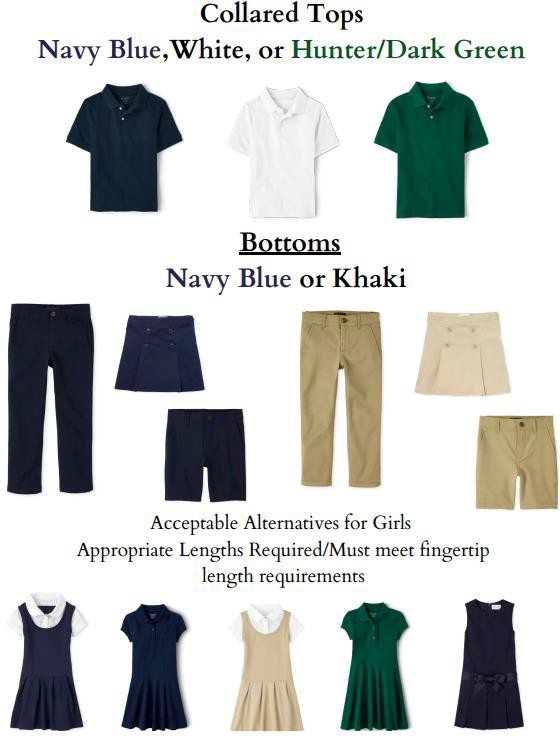 Collared Tops
Navy Blue,White, or Hunter/Dark Green
Bottoms
Navy Blue or Khaki
Acceptable Alternatives for Girls
Appropriate Lengths Required/Must meet fingertip
length requirements